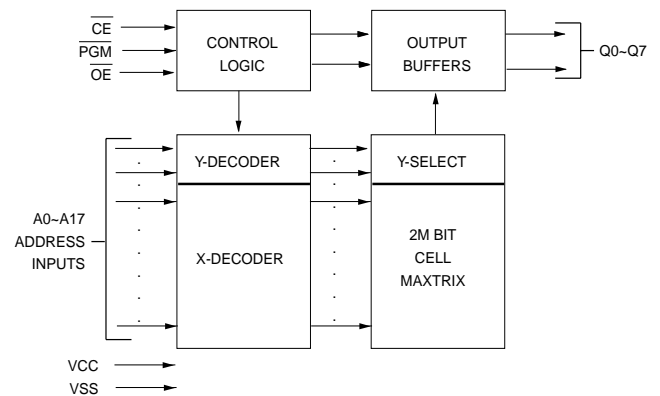 CE
PGM
OE
CONTROL
LOGIC
OUTPUT
BUFFERS
Q0~Q7
Y-DECODER
Y-SELECT
A0~A17
ADDRESS
INPUTS
X-DECODER
2M BIT
CELL
MAXTRIX
VCC
VSS